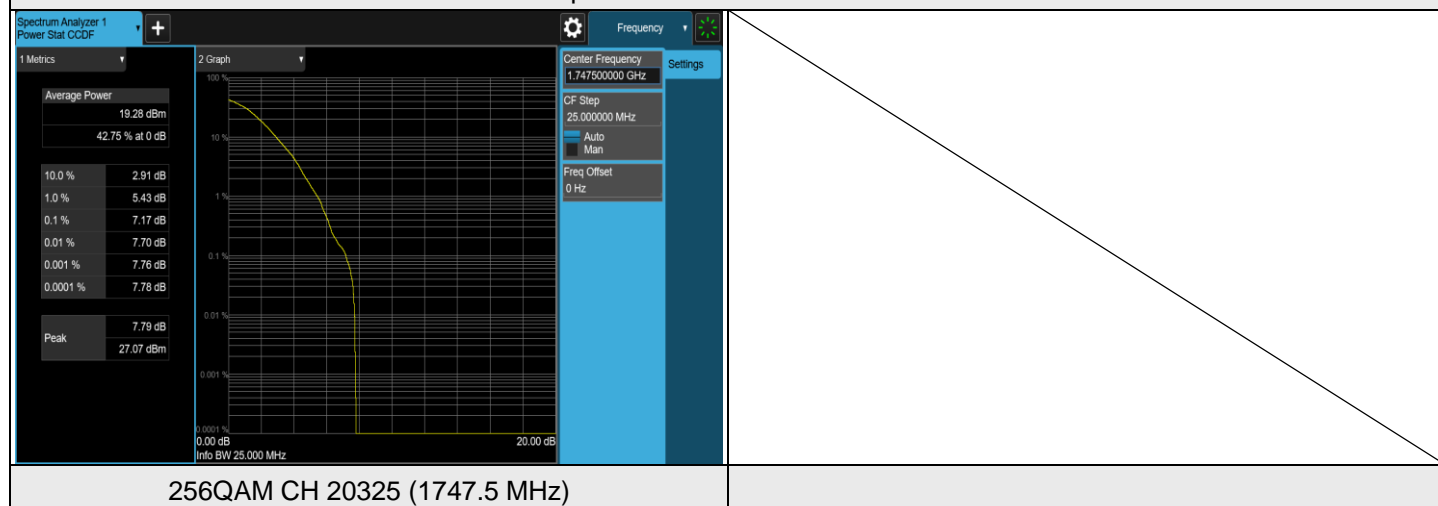 Spectrum Analyzer 1
Power Stat CCDF
+
Frequency
1 Metrics
2 Graph
Center Frequency
1.747500000 GHz
Settings
Average Power
19.28 dBm
42.75 % at 0 dB
CF Step
25.000000 MHz
Auto
Man
Freq Offset
0 Hz
10.0 % 2.91 dB
1.0 % 5.43 dB
0.1 % 7.17 dB
0.01 % 7.70 dB
0.001 % 7.76 dB
0.0001 % 7.78 dB
Peak
7.79 dB
27.07 dBm
100 %
10 %
1 %
0.1 %
0.01 %
0.001 %
0.0001 %
0.00 dB 20.00 dB
Info BW 25.000 MHz
256QAM CH 20325 (1747.5 MHz)